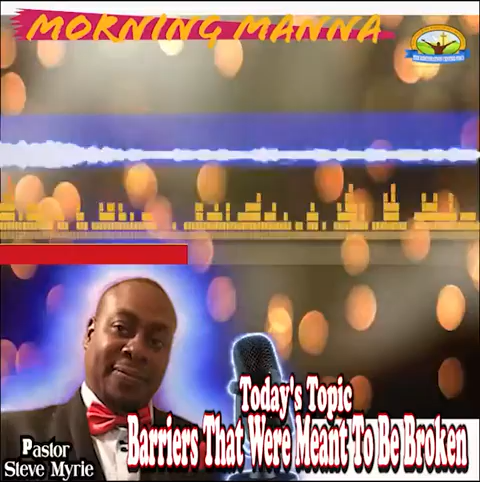 MORNING MANNA
Today's Topic
Barriers That Were Meant To Be Broken
Pastor
Steve Myrie